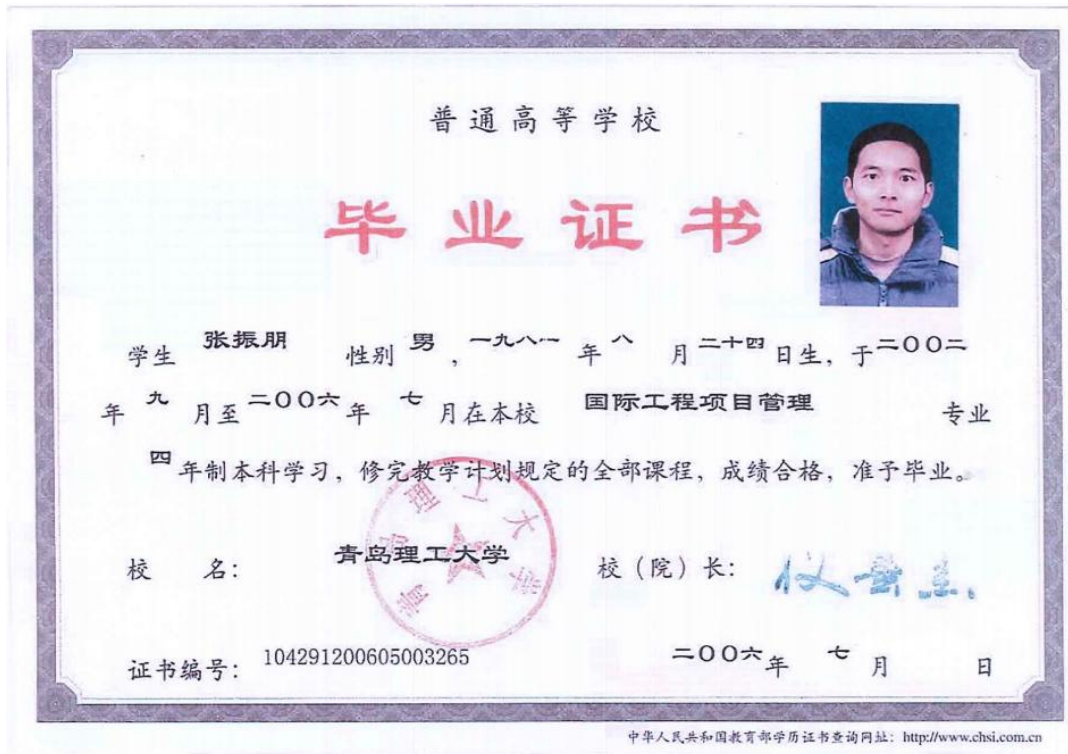 普通高等学校
毕业证书
学生 张振朋 性别 男，一九八一 年 八 月 二十四 日生，于二〇〇二
年 九 月至 二〇〇六 年 七 月在本校 国际工程项目管理 专业
四 年制本科学习，修完教学计划规定的全部课程，成绩合格，准予毕业。
青岛理工大学
校 名：青岛理工大学 校（院）长：
证书编号：104291200605003265 二〇〇六 年 七 月 日
中华人民共和国教育部学历证书查询网址：http://www.chsi.com.cn